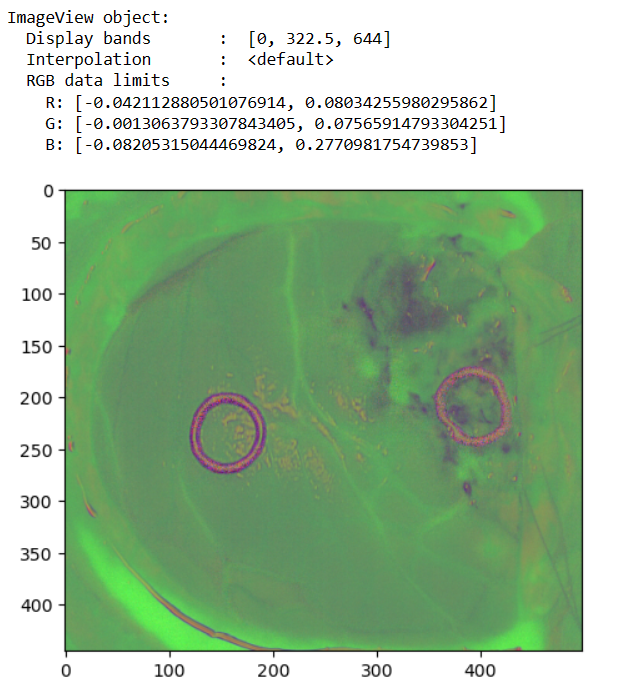 ImageView object:
Display bands : [0, 322.5, 644]
Interpolation : <default>
RGB data limits :
R: [-0.042112880501076914, 0.08034255980295862]
G: [-0.0013063793307843405, 0.07565914793304251]
B: [-0.08205315044469824, 0.2770981754739853]
0
50
100
150
200
250
300
350
400
0 100 200 300 400